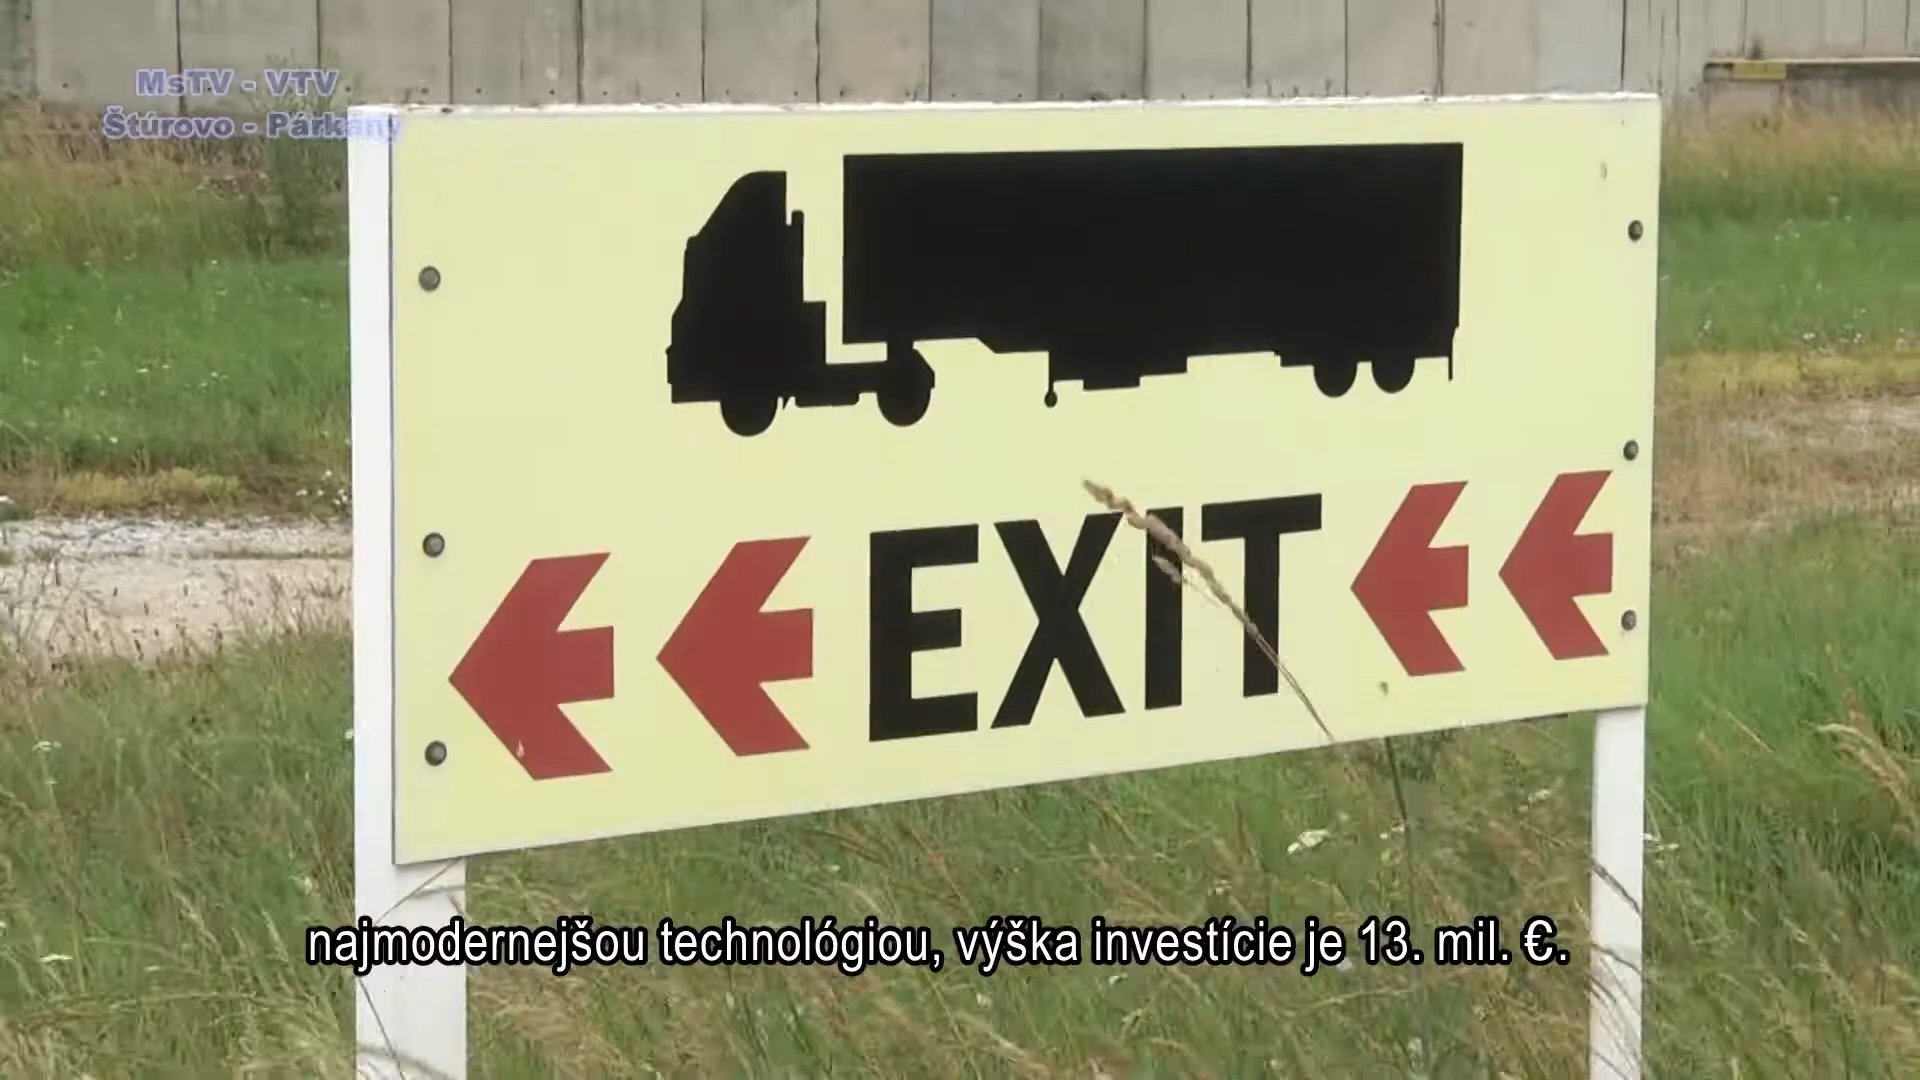 MsTV - VTV
Štúrovo - Párkány
EXIT
najmodernejšou technológiou, výška investície je 13. mil. €.